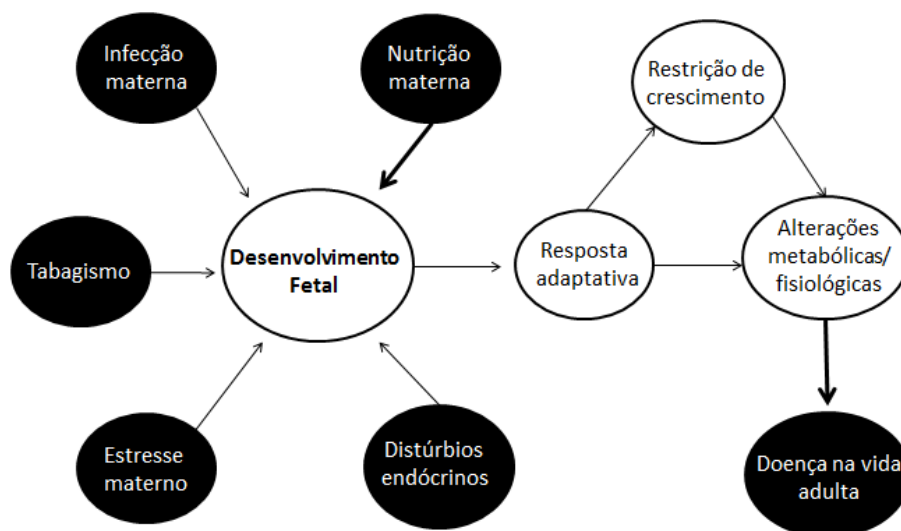 Infecção
materna
Nutrição
materna
Restrição de
crescimento
Tabagismo
Desenvolvimento
Fetal
Resposta
adaptativa
Alterações
metabólicas/
fisiológicas
Estresse
materno
Distúrbios
endócrinos
Doença na vida
adulta